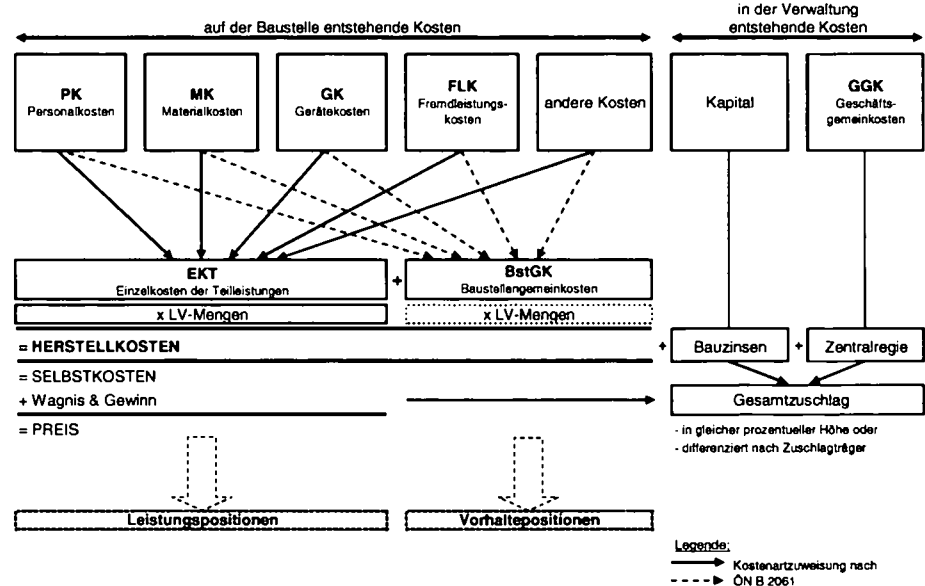 auf der Baustelle entstehende Kosten
in der Verwaltung
entstehende Kosten
PK
Personalkosten
MK
Materialkosten
GK
Gerätekosten
FLK
Fremdleistungs-
kosten
andere Kosten
Kapital
GGK
Geschäfts-
gemeinkosten
EKT
Einzelkosten der Teilleistungen
+
BstGK
Baustellengemeinkosten
x LV-Mengen
x LV-Mengen
= HERSTELLKOSTEN
+ Bauzinsen + Zentralregie
= SELBSTKOSTEN
+ Wagnis & Gewinn
Gesamtzuschlag
= PREIS
- in gleicher prozentueller Höhe oder
- differenziert nach Zuschlagträger
Leistungspositionen
Vorhaltepositionen
Legende:
Kostenartzuweisung nach
ÖN B 2061